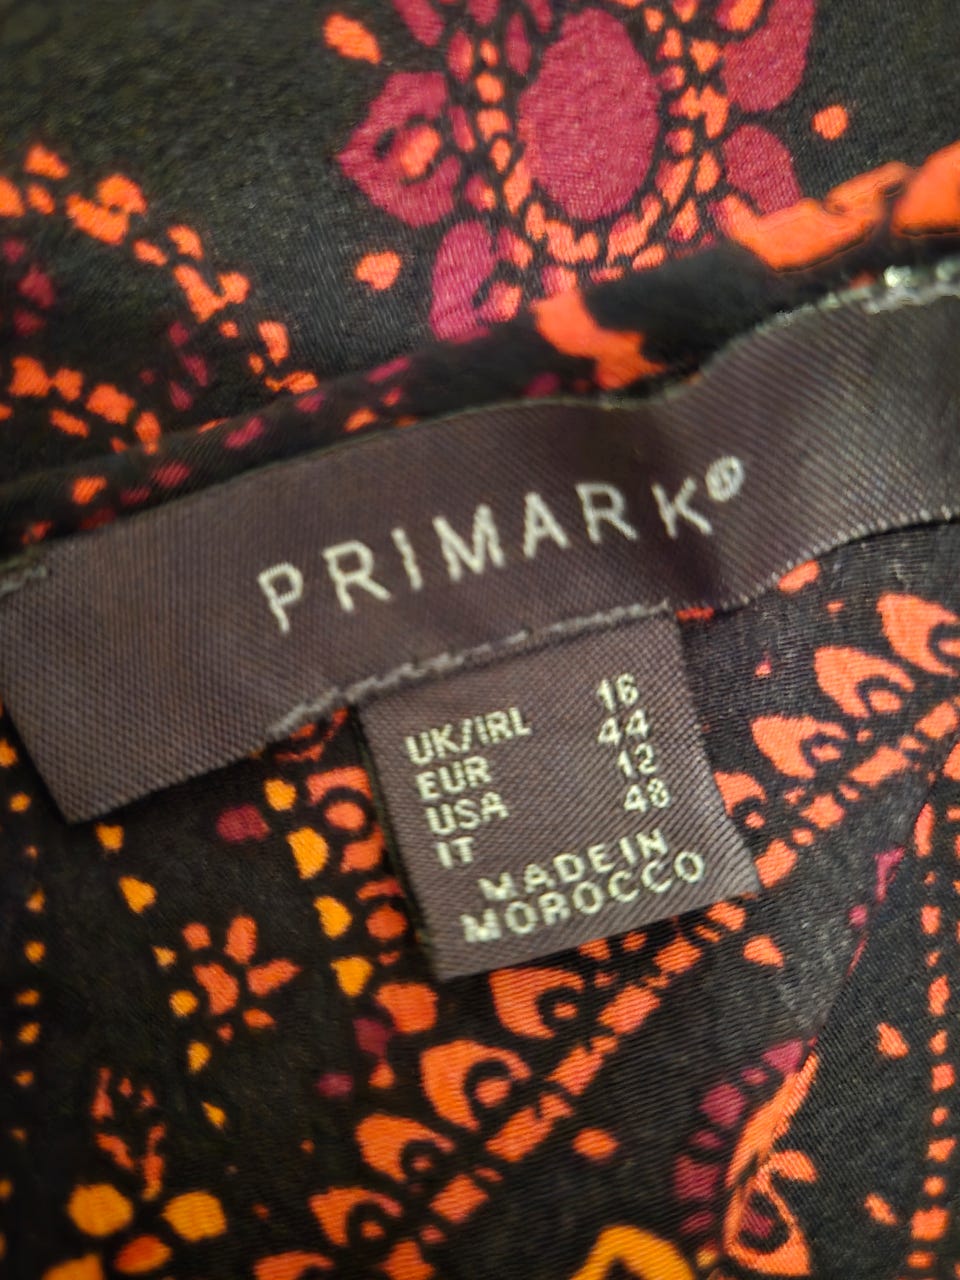 PRIMARK®
UK/IRL 16
EUR 44
USA 12
IT 48
MADE IN
MOROCCO